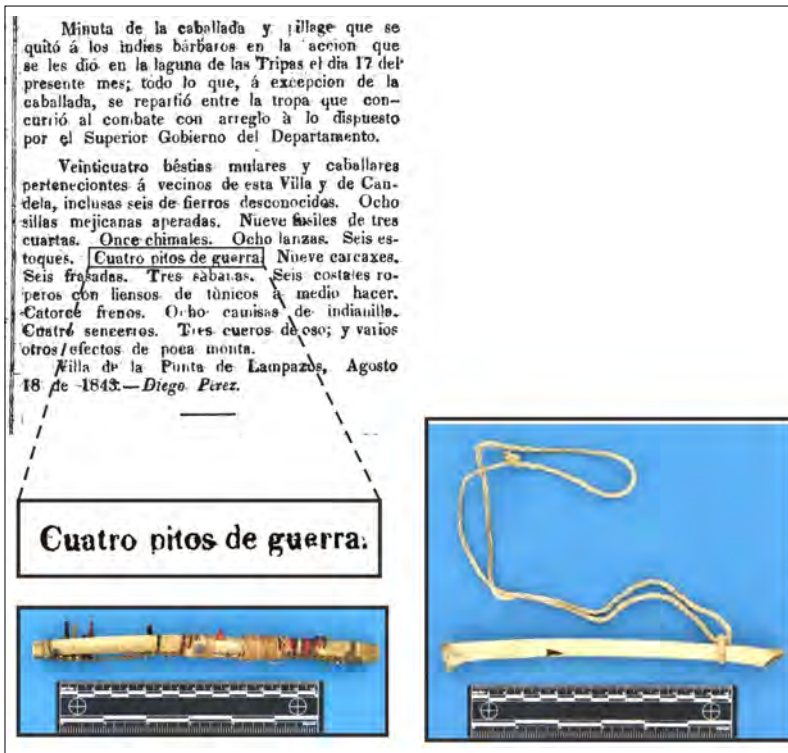 Minuta de la caballada y pillage que se
quitó á los indios bárbaros en la accion que
se les dió en la laguna de las Tripas el dia 17 del
presente mes; todo lo que, á excepcion de la
caballada, se repartió entre la tropa que con-
currió al combate con arreglo à lo dispuesto
por el Superior Gobierno del Departamento.
Veinticuatro béstias mulares y caballares
pertenecientes á vecinos de esta Villa y de Can-
dela, inclusas seis de fierros desconocidos. Ocho
sillas mejicanas aperadas. Nueve fusiles de tres
cuartas. Once chimales. Ocho lanzas. Seis es-
toques. Cuatro pitos de guerra. Nueve carcaxes.
Seis frasadas. Tres sabanas. Seis costales ro-
peros con liensos de tùnicos à medio hacer.
Catorce frenos. Ocho camisas de indianilla.
Cuatro sencerros. Tres cueros de oso; y varios
otros efectos de poca monta.
Villa de la Punta de Lampazos, Agosto
18 de 1843.—Diego Perez.
Cuatro pitos de guerra.